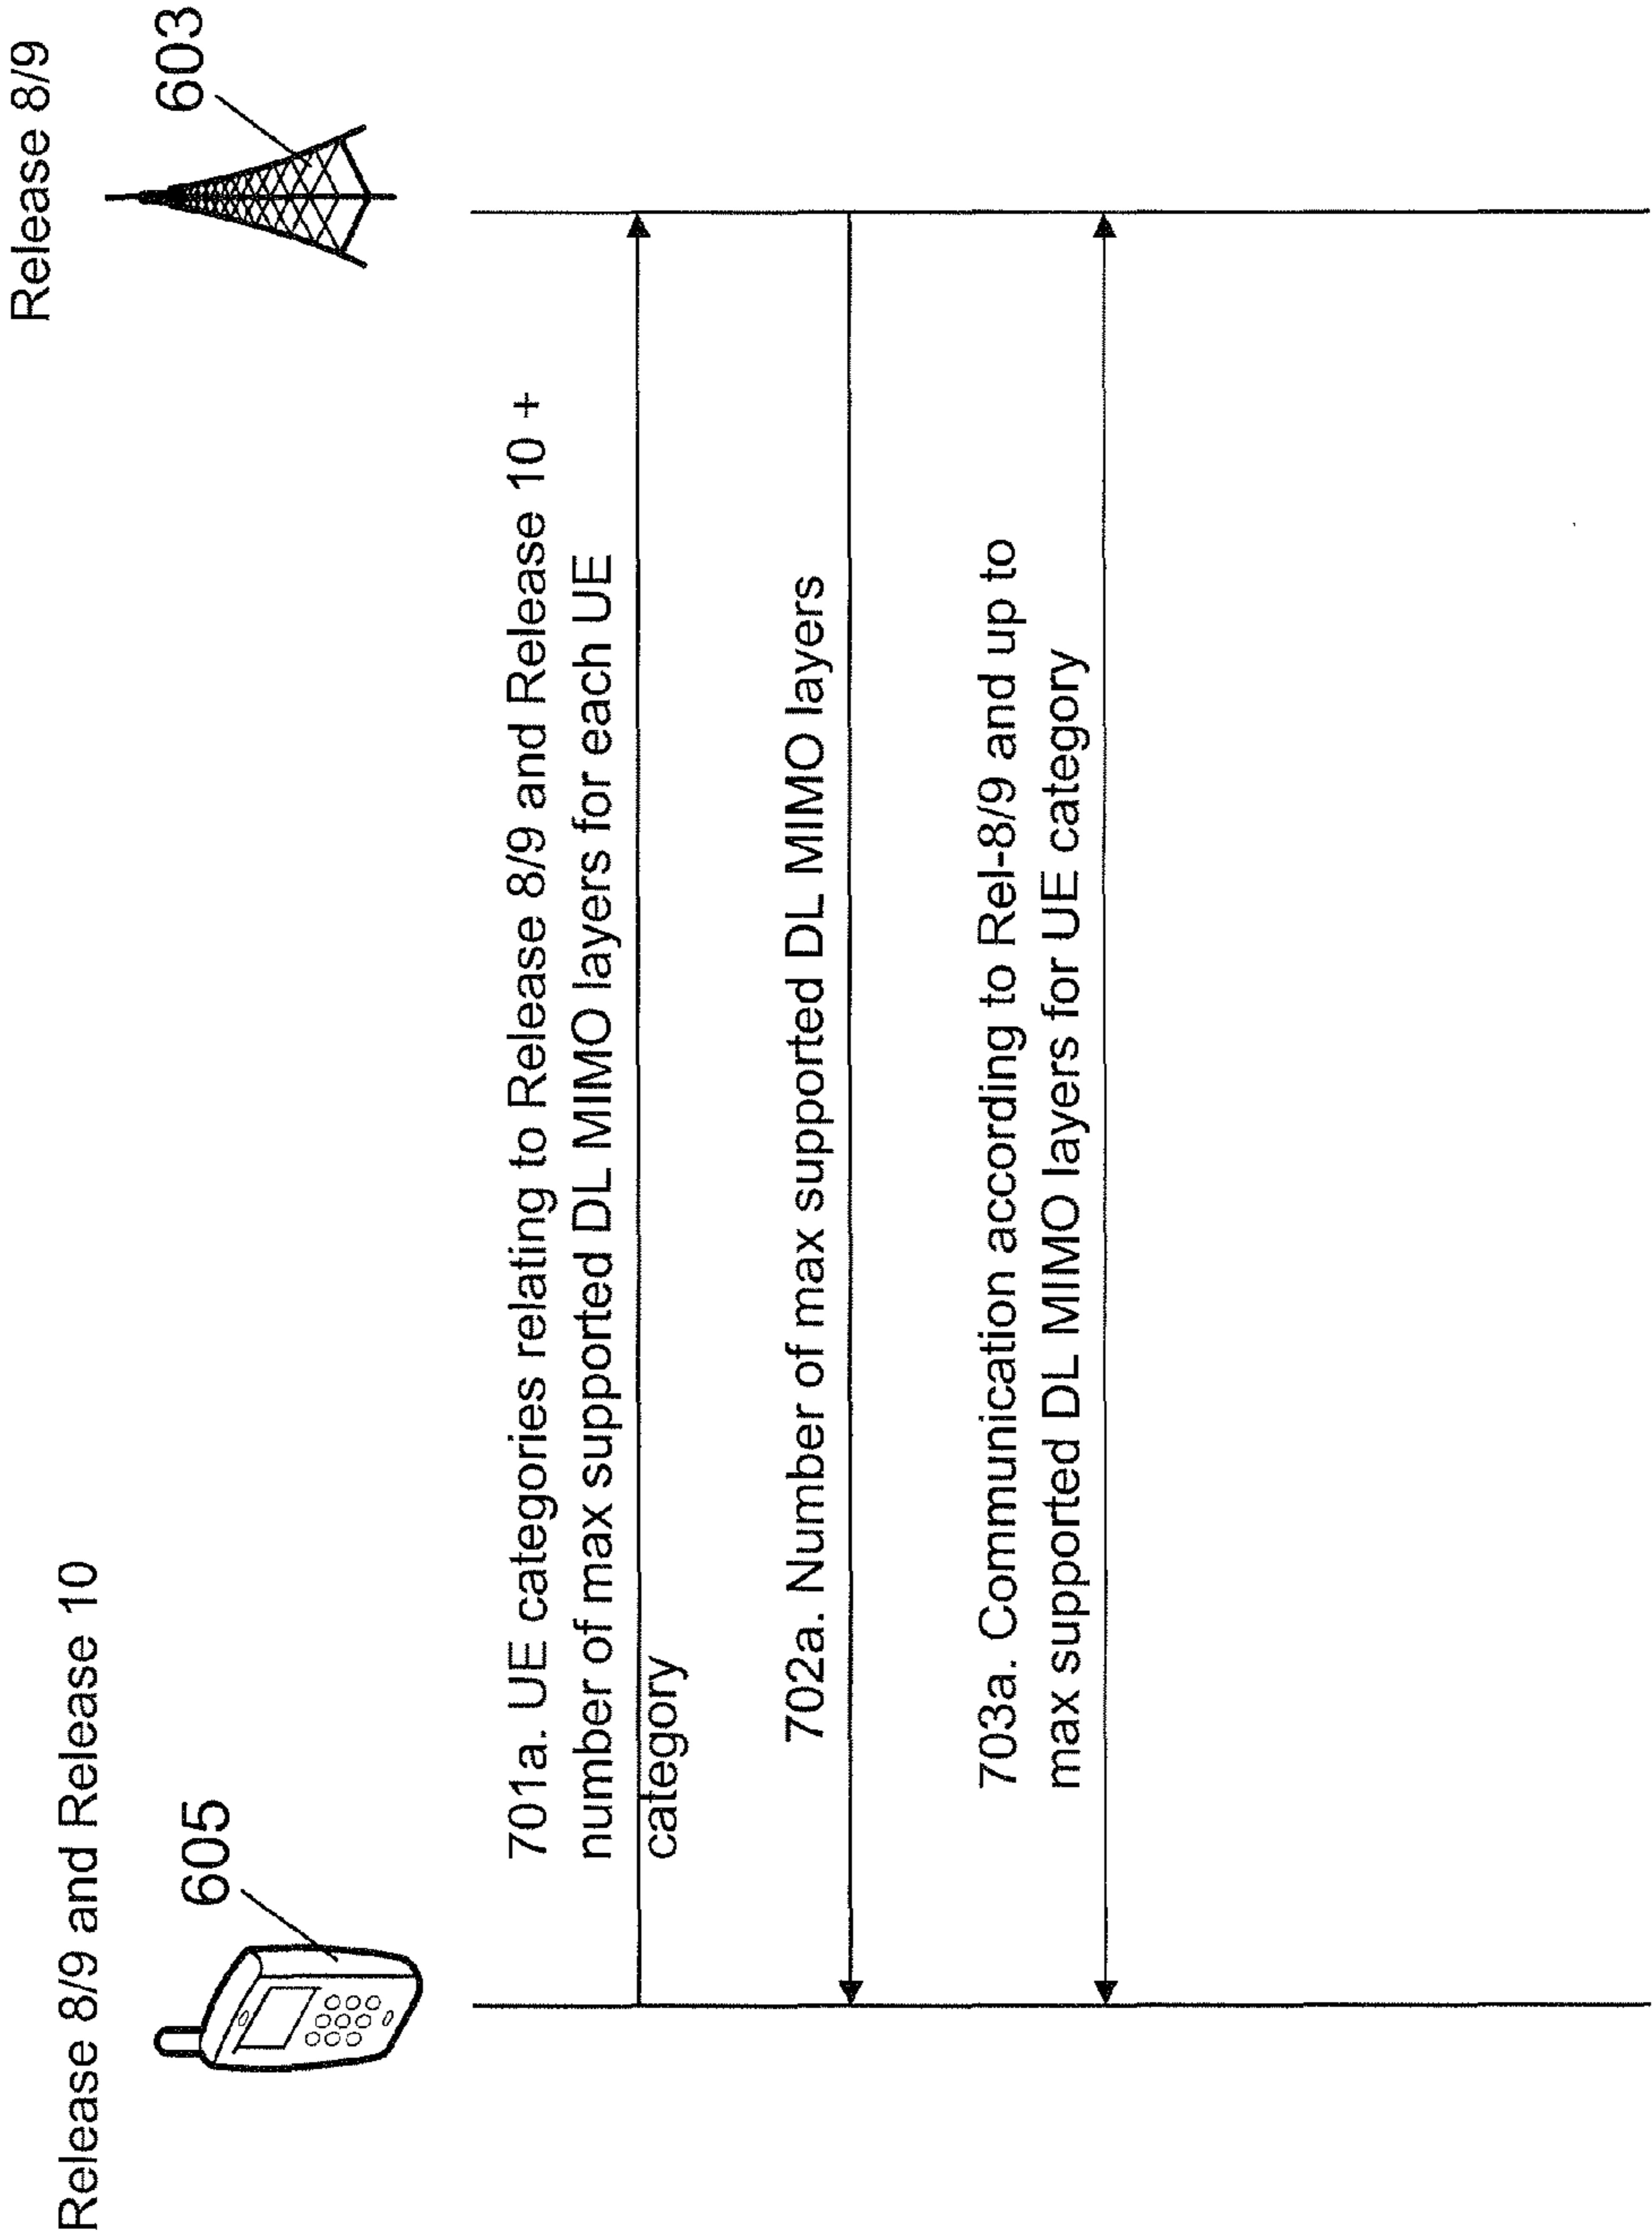 Release 8/9 and Release 10
Release 8/9
605
603
701a. UE categories relating to Release 8/9 and Release 10 +
number of max supported DL MIMO layers for each UE
category
702a. Number of max supported DL MIMO layers
703a. Communication according to Rel-8/9 and up to
max supported DL MIMO layers for UE category